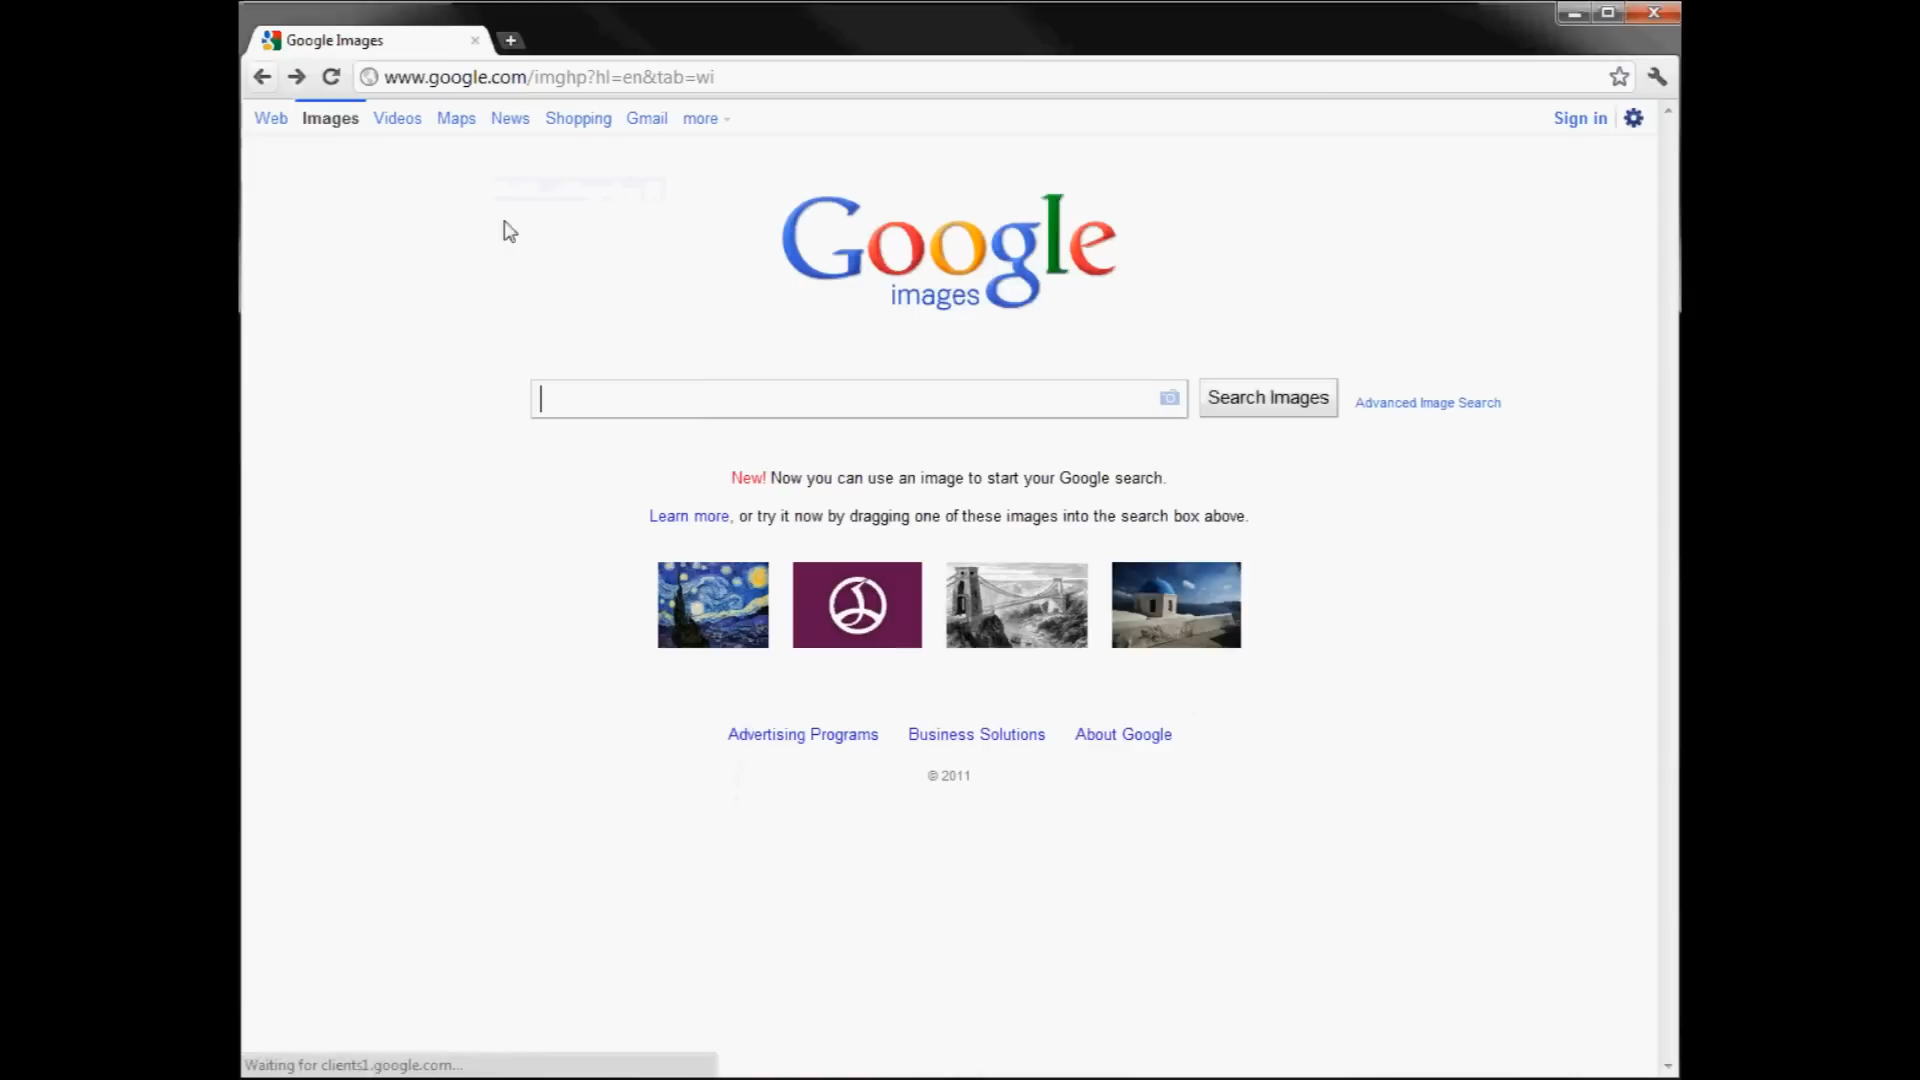 Google Images
www.google.com/imghp?hl=en&tab=wi
Web Images Videos Maps News Shopping Gmail more Sign in
Google
images
Search Images
Advanced Image Search
New! Now you can use an image to start your Google search.
Learn more, or try it now by dragging one of these images into the search box above.
Advertising Programs Business Solutions About Google
© 2011
Waiting for clients1.google.com...